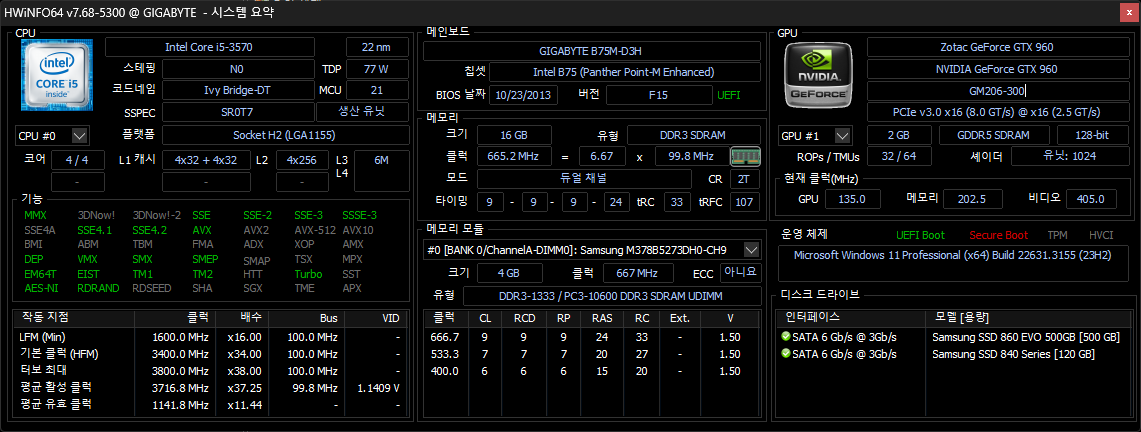 HWiNFO64 v7.68-5300 @ GIGABYTE - 시스템 요약
CPU
intel CORE i5 inside
Intel Core i5-3570 22 nm
스테핑 N0 TDP 77 W
코드네임 Ivy Bridge-DT MCU 21
SSPEC SR0T7 생산 유닛
CPU #0 플랫폼 Socket H2 (LGA1155)
코어 4 / 4 L1 캐시 4x32 + 4x32 L2 4x256 L3 6M
- - - L4
기능
MMX 3DNow! 3DNow!-2 SSE SSE-2 SSE-3 SSSE-3
SSE4A SSE4.1 SSE4.2 AVX AVX2 AVX-512 AVX10
BMI ABM TBM FMA ADX XOP AMX
DEP VMX SMX SMEP SMAP TSX MPX
EM64T EIST TM1 TM2 HTT Turbo SST
AES-NI RDRAND RDSEED SHA SGX TME APX
작동 지점 클럭 배수 Bus VID
LFM (Min) 1600.0 MHz x16.00 100.0 MHz -
기본 클럭 (HFM) 3400.0 MHz x34.00 100.0 MHz -
터보 최대 3800.0 MHz x38.00 100.0 MHz -
평균 활성 클럭 3716.8 MHz x37.25 99.8 MHz 1.1409 V
평균 유효 클럭 1141.8 MHz x11.44 - -
메인보드
GIGABYTE B75M-D3H
칩셋 Intel B75 (Panther Point-M Enhanced)
BIOS 날짜 10/23/2013 버전 F15 UEFI
메모리
크기 16 GB 유형 DDR3 SDRAM
클럭 665.2 MHz = 6.67 x 99.8 MHz
모드 듀얼 채널 CR 2T
타이밍 9 - 9 - 9 - 24 tRC 33 tRFC 107
메모리 모듈
#0 [BANK 0/ChannelA-DIMM0]: Samsung M378B5273DH0-CH9
크기 4 GB 클럭 667 MHz ECC 아니요
유형 DDR3-1333 / PC3-10600 DDR3 SDRAM UDIMM
클럭 CL RCD RP RAS RC Ext. V
666.7 9 9 9 24 33 - 1.50
533.3 7 7 7 20 27 - 1.50
400.0 6 6 6 15 20 - 1.50
GPU
NVIDIA GEFORCE
Zotac GeForce GTX 960
NVIDIA GeForce GTX 960
GM206-300
PCIe v3.0 x16 (8.0 GT/s) @ x16 (2.5 GT/s)
GPU #1 2 GB GDDR5 SDRAM 128-bit
ROPs / TMUs 32 / 64 셰이더 유닛: 1024
현재 클럭(MHz)
GPU 135.0 메모리 202.5 비디오 405.0
운영 체제 UEFI Boot Secure Boot TPM HVCI
Microsoft Windows 11 Professional (x64) Build 22631.3155 (23H2)
디스크 드라이브
인터페이스 모델 [용량]
SATA 6 Gb/s @ 3Gb/s Samsung SSD 860 EVO 500GB [500 GB]
SATA 6 Gb/s @ 3Gb/s Samsung SSD 840 Series [120 GB]